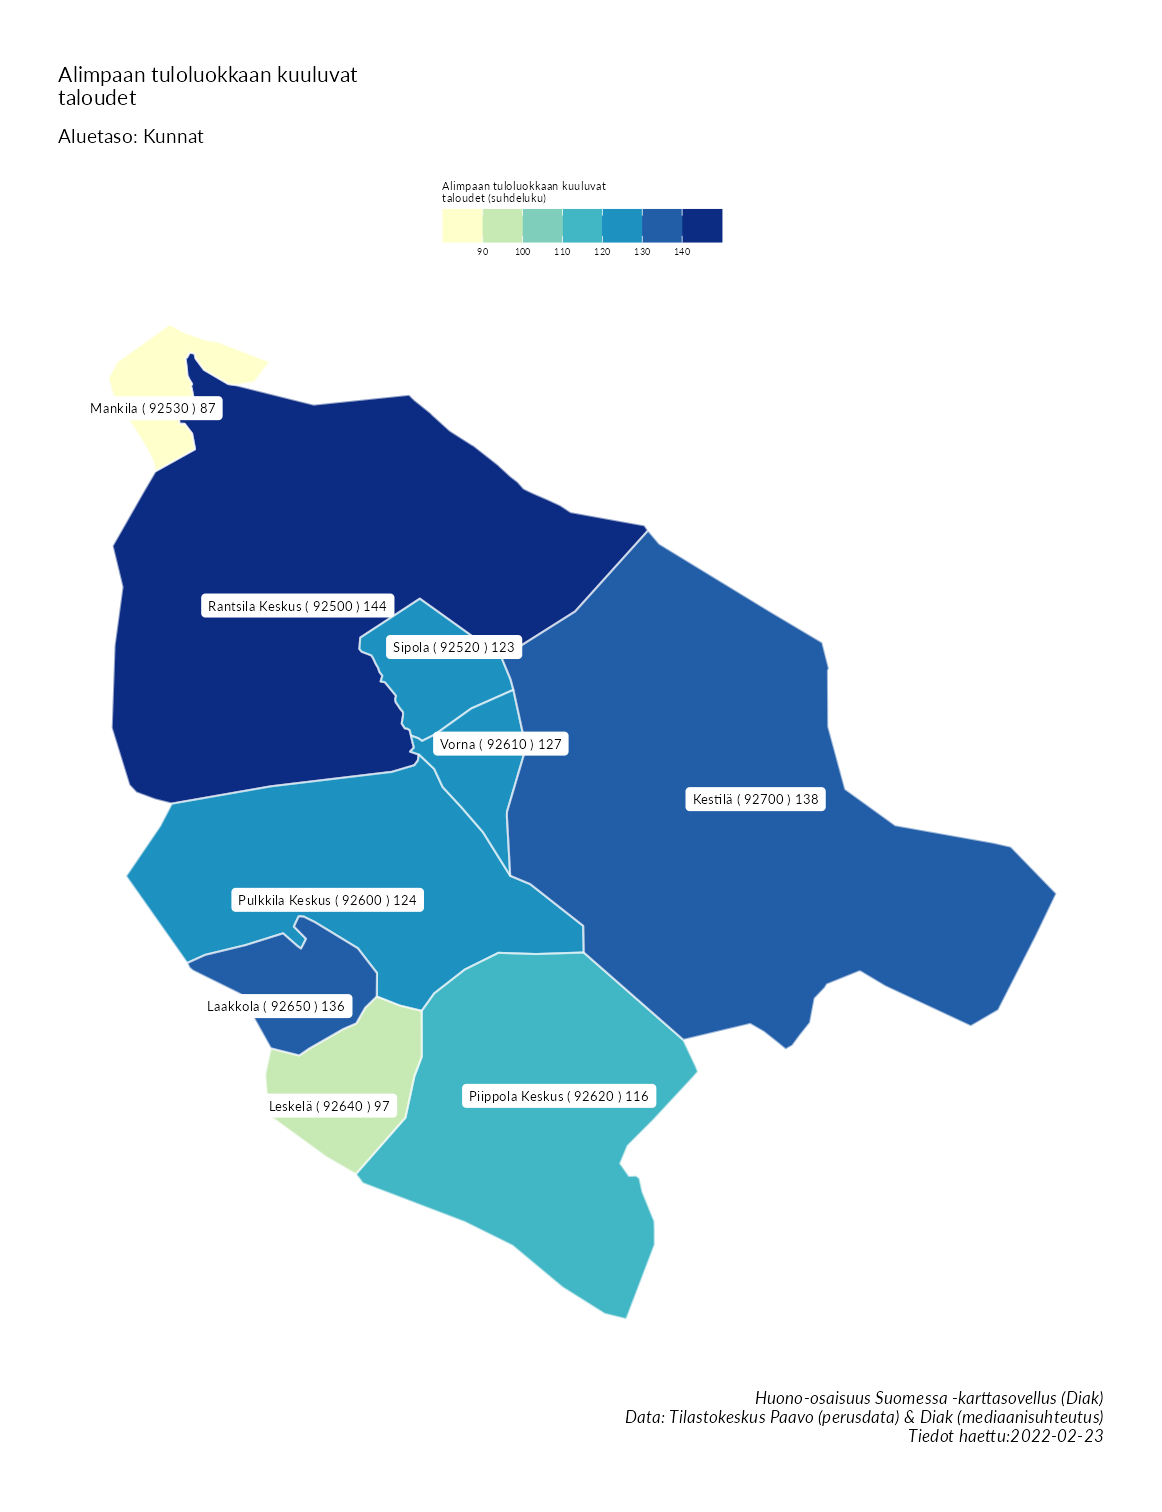 Alimpaan tuloluokkaan kuuluvat
taloudet
Aluetaso: Kunnat
Alimpaan tuloluokkaan kuuluvat
taloudet (suhdeluku)
90 100 110 120 130 140
Mankila ( 92530 ) 87
Rantsila Keskus ( 92500 ) 144
Sipola ( 92520 ) 123
Vorna ( 92610 ) 127
Kestilä ( 92700 ) 138
Pulkkila Keskus ( 92600 ) 124
Laakkola ( 92650 ) 136
Piippola Keskus ( 92620 ) 116
Leskelä ( 92640 ) 97
Huono-osaisuus Suomessa -karttasovellus (Diak)
Data: Tilastokeskus Paavo (perusdata) & Diak (mediaanisuhteutus)
Tiedot haettu:2022-02-23